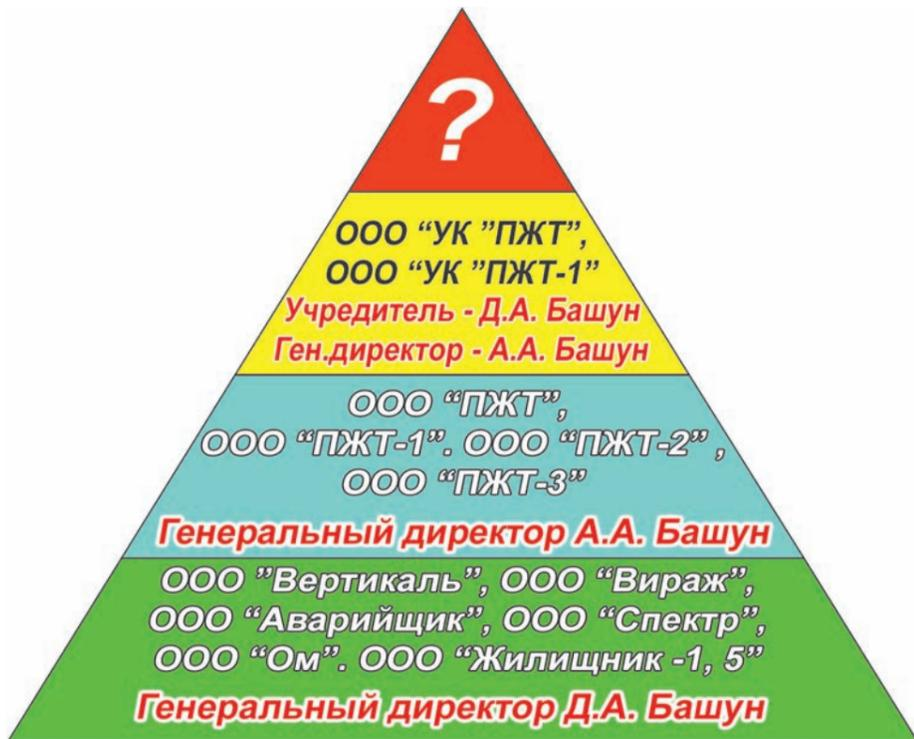 ?
ООО “УК ”ПЖТ”,
ООО “УК ”ПЖТ-1”
Учредитель - Д.А. Башун
Ген.директор - А.А. Башун
ООО “ПЖТ”,
ООО “ПЖТ-1”. ООО “ПЖТ-2” ,
ООО “ПЖТ-3”
Генеральный директор А.А. Башун
ООО ”Вертикаль”, ООО “Вираж”,
ООО “Аварийщик”, ООО “Спектр”,
ООО “Ом”. ООО “Жилищник -1, 5”
Генеральный директор Д.А. Башун